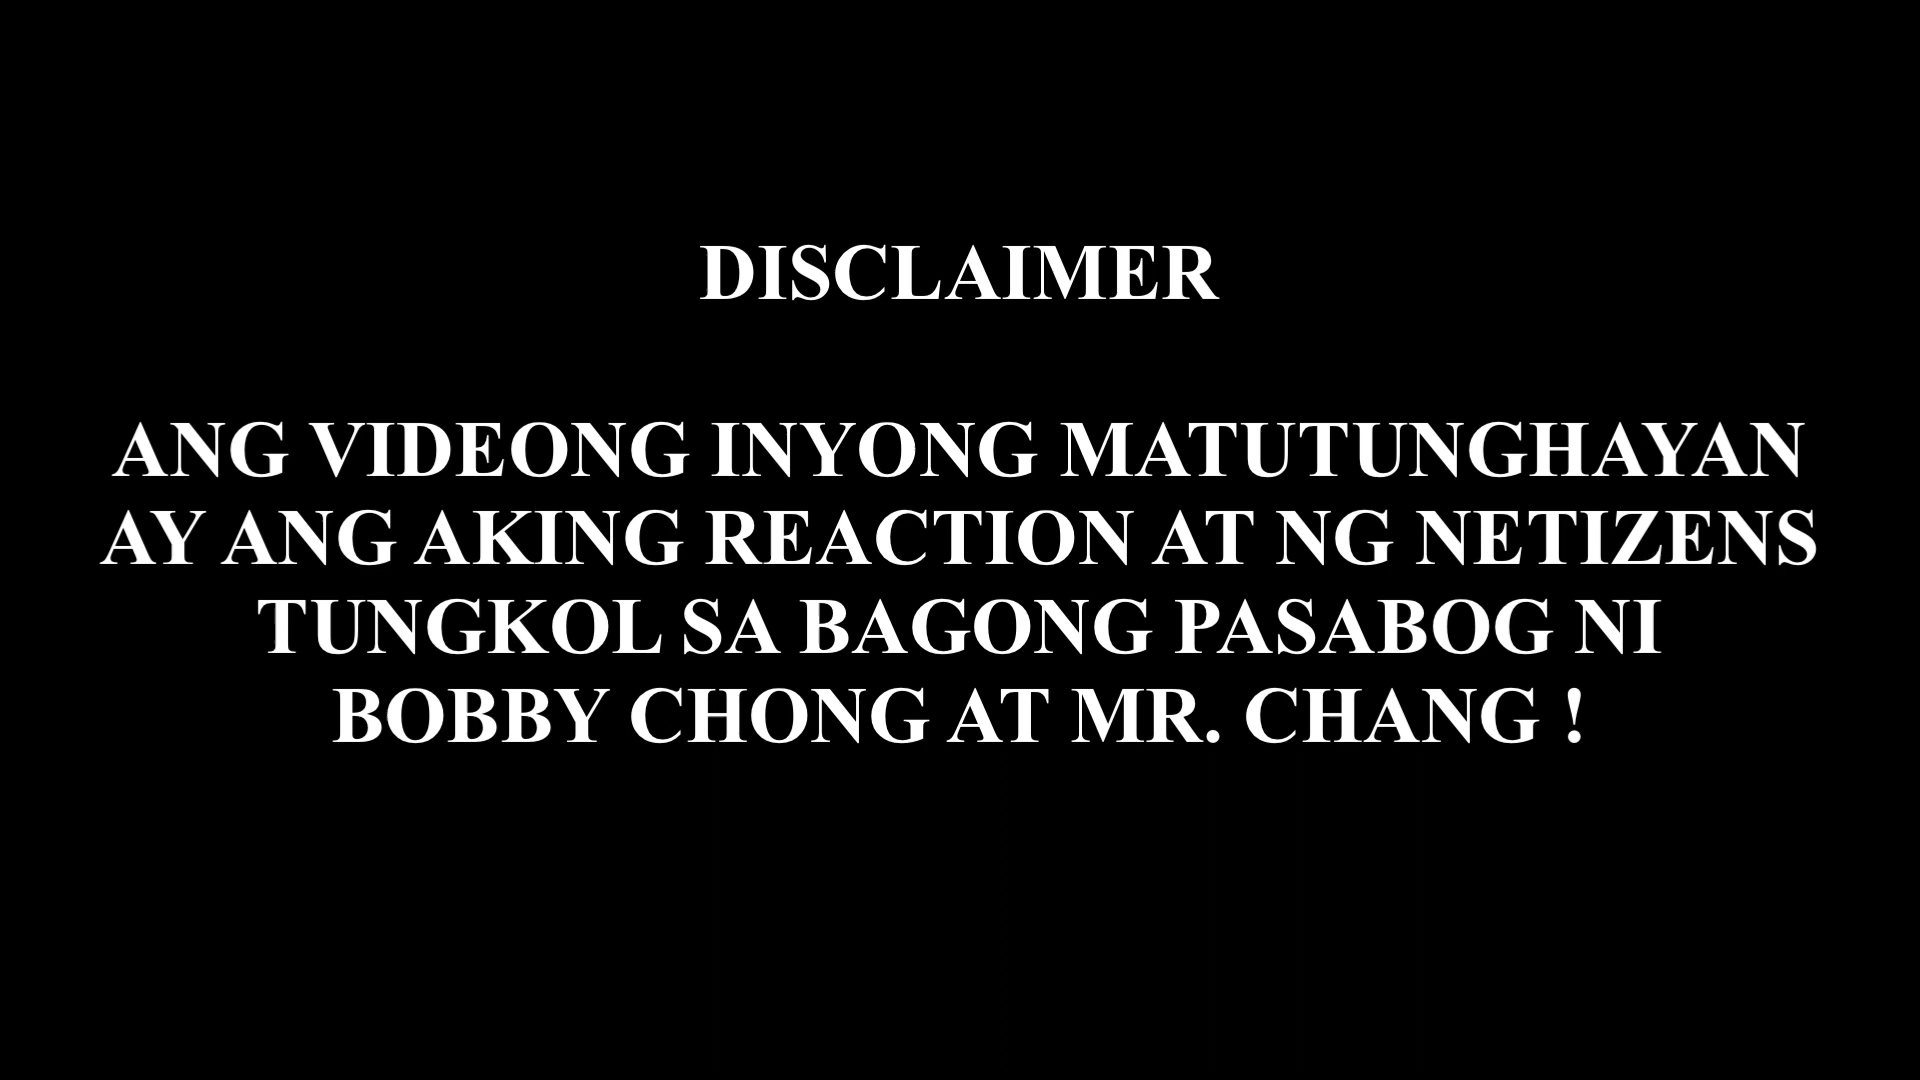 DISCLAIMER
ANG VIDEONG INYONG MATUTUNGHAYAN
AY ANG AKING REACTION AT NG NETIZENS
TUNGKOL SA BAGONG PASABOG NI
BOBBY CHONG AT MR. CHANG !